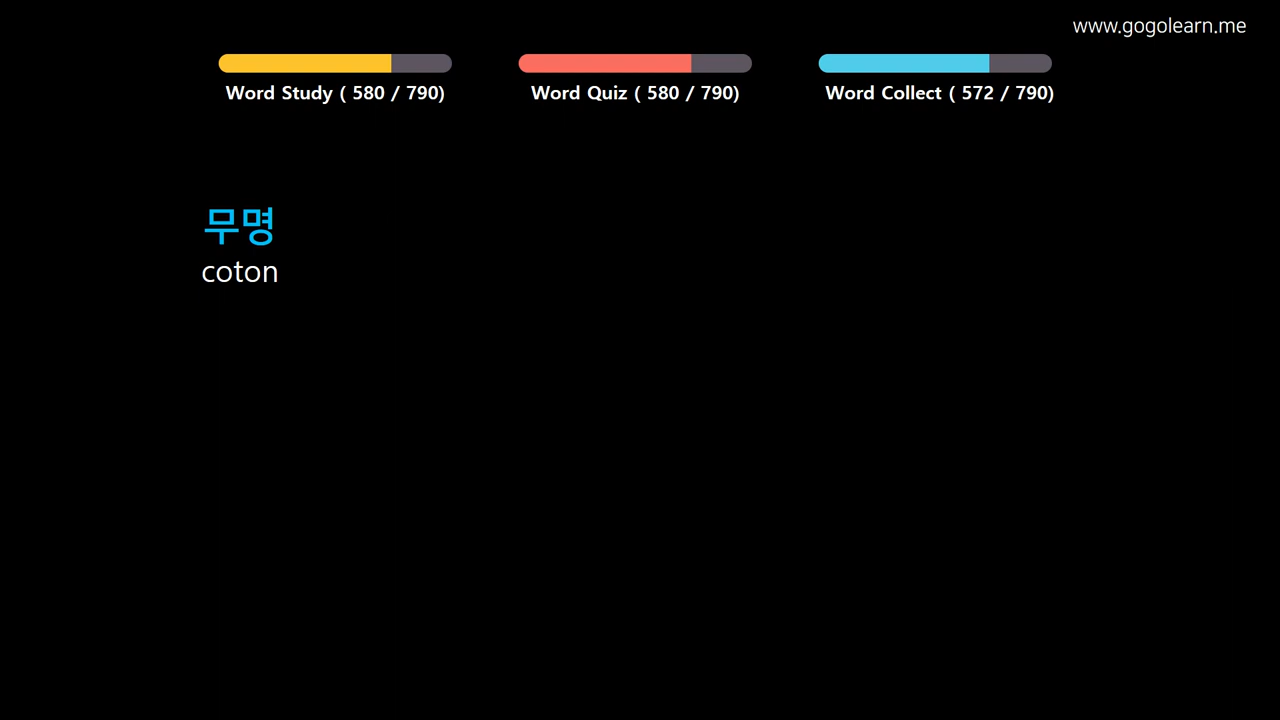 www.gogolearn.me
Word Study ( 580 / 790)
Word Quiz ( 580 / 790)
Word Collect ( 572 / 790)
무명
coton